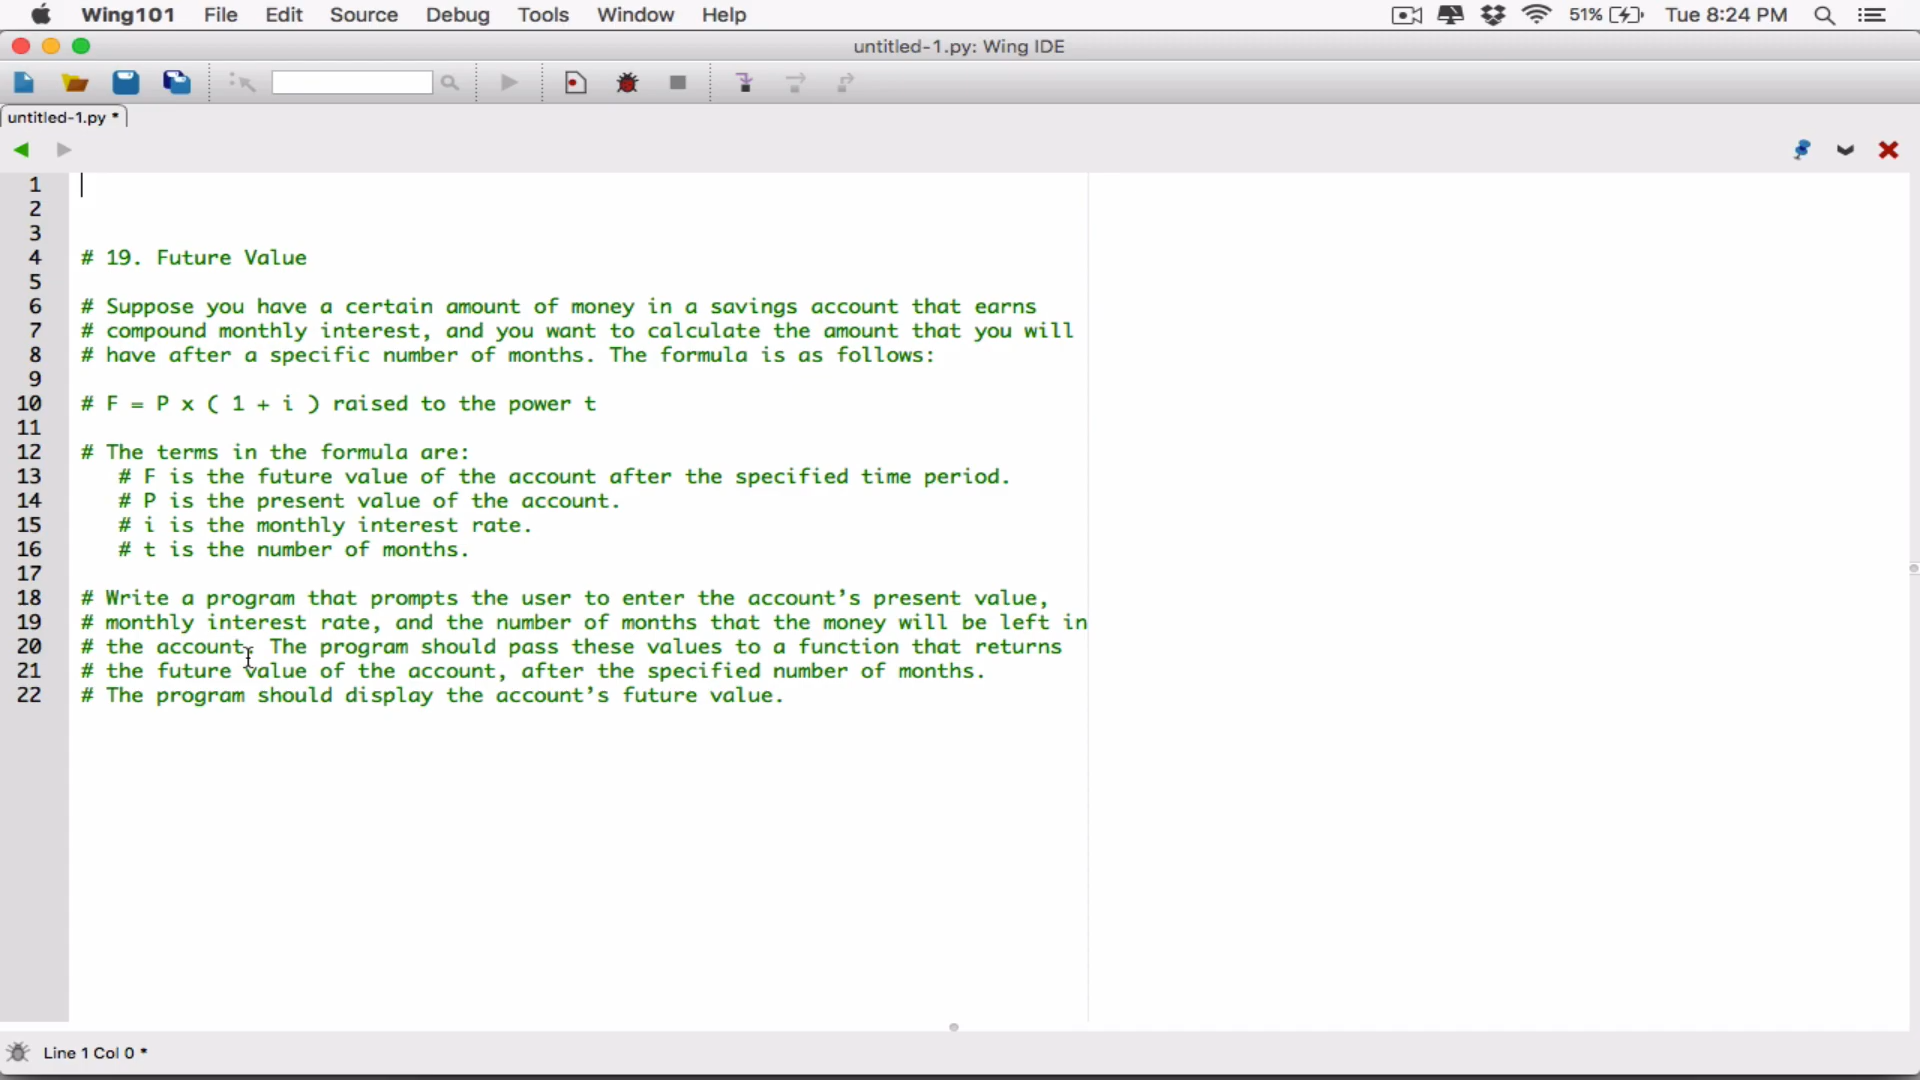 Wing101 File Edit Source Debug Tools Window Help 51% Tue 8:24 PM
untitled-1.py: Wing IDE
untitled-1.py *
1
2
3
4 # 19. Future Value
5
6 # Suppose you have a certain amount of money in a savings account that earns
7 # compound monthly interest, and you want to calculate the amount that you will
8 # have after a specific number of months. The formula is as follows:
9
10 # F = P x ( 1 + i ) raised to the power t
11
12 # The terms in the formula are:
13 # F is the future value of the account after the specified time period.
14 # P is the present value of the account.
15 # i is the monthly interest rate.
16 # t is the number of months.
17
18 # Write a program that prompts the user to enter the account’s present value,
19 # monthly interest rate, and the number of months that the money will be left in
20 # the account. The program should pass these values to a function that returns
21 # the future value of the account, after the specified number of months.
22 # The program should display the account’s future value.
Line 1 Col 0 *